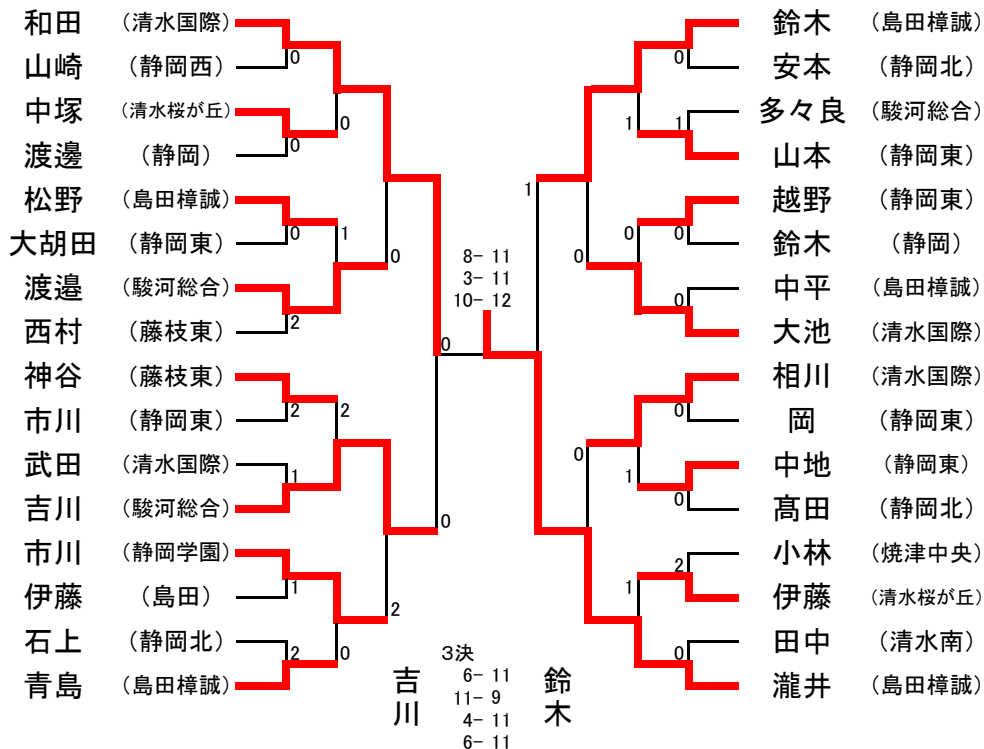 和田 （清水国際）
0
山崎 （静岡西）
中塚 （清水桜が丘）
0
0
渡邉 （静岡）
松野 （島田樟誠）
0
1
大胡田 （静岡東）
0
渡邉 （駿河総合）
2
西村 （藤枝東）
0
神谷 （藤枝東）
2
2
市川 （静岡東）
武田 （清水国際）
1
吉川 （駿河総合）
0
市川 （静岡学園）
1
伊藤 （島田）
2
石上 （静岡北）
2
0
青島 （島田樟誠）
8- 11
3- 11
10- 12
3決
吉川
鈴木
6- 11
11- 9
4- 11
6- 11
鈴木 （島田樟誠）
0
安本 （静岡北）
多々良 （駿河総合）
1
1
山本 （静岡東）
1
越野 （静岡東）
0
0
鈴木 （静岡）
0
中平 （島田樟誠）
0
大池 （清水国際）
相川 （清水国際）
0
岡 （静岡東）
0
中地 （静岡東）
1
0
髙田 （静岡北）
小林 （焼津中央）
2
1
伊藤 （清水桜が丘）
田中 （清水南）
0
瀧井 （島田樟誠）